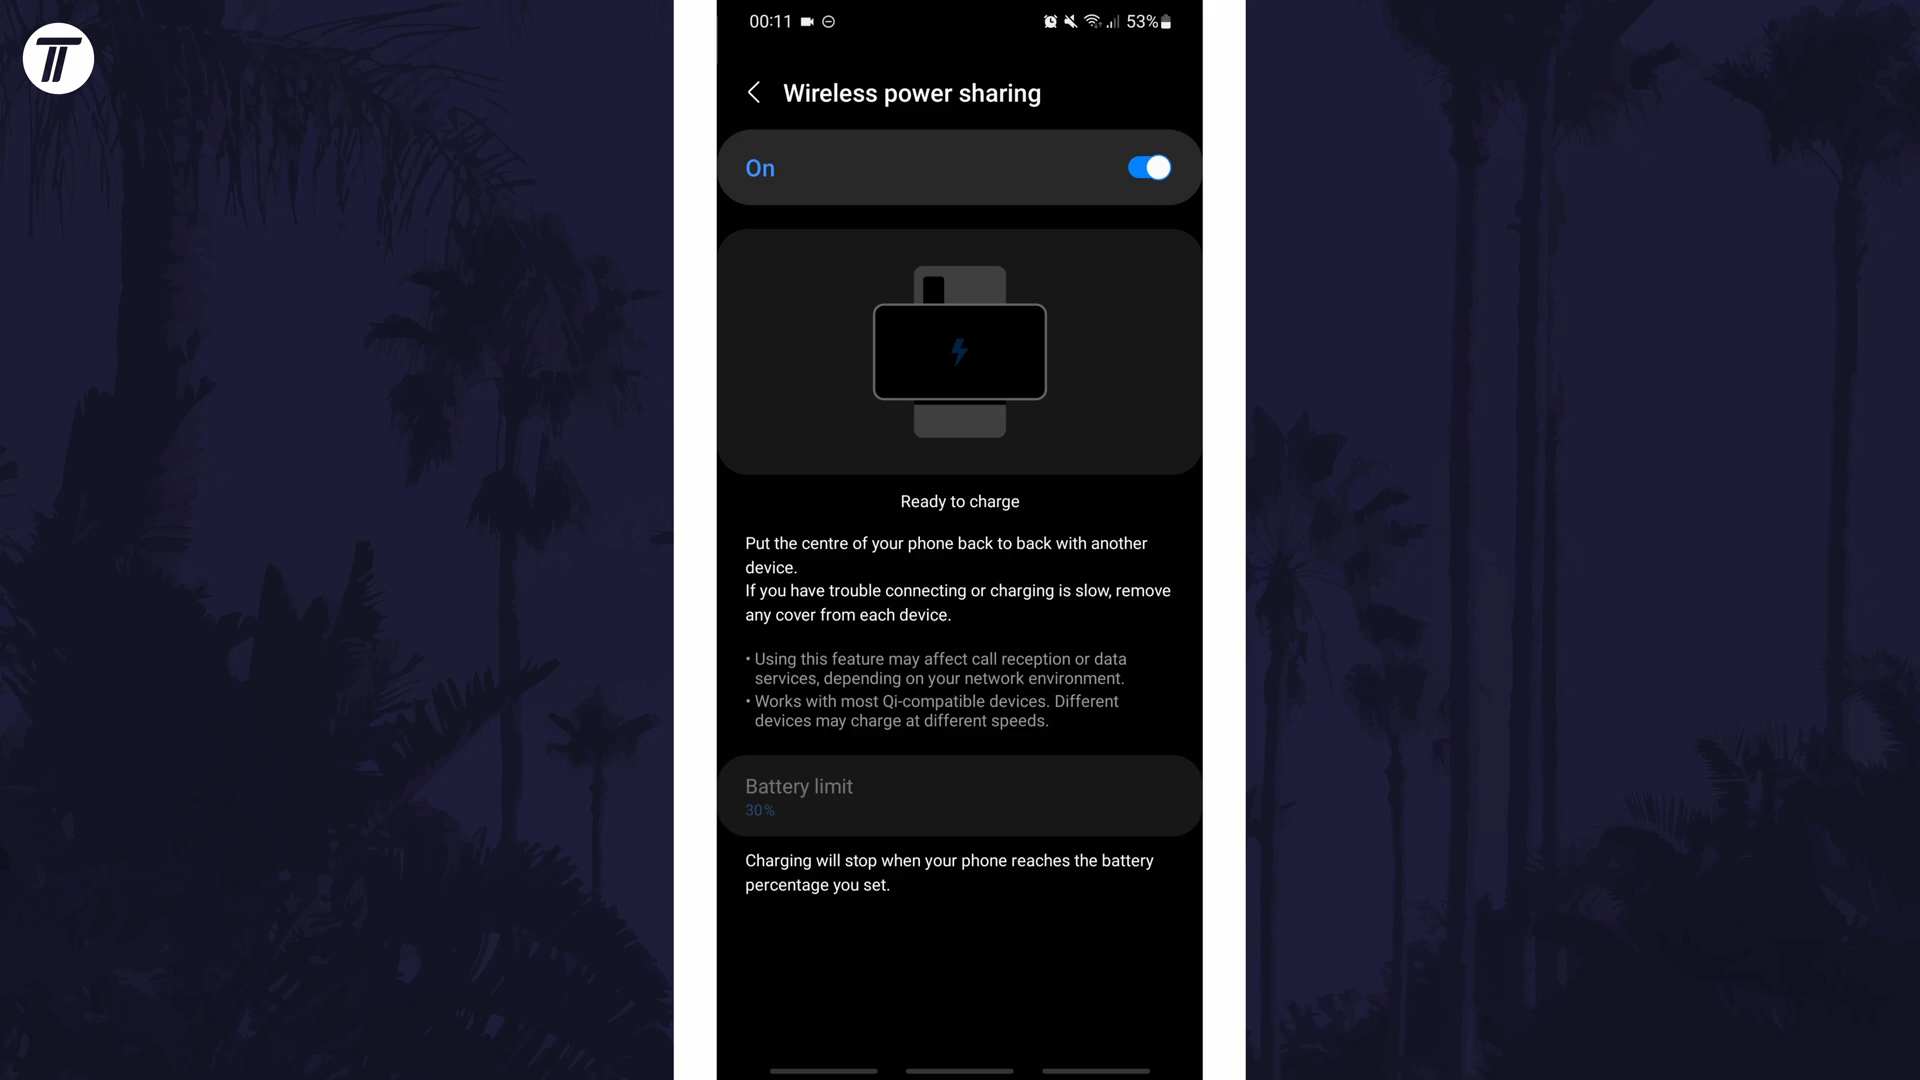 00:11
53%
Wireless power sharing
On
Ready to charge
Put the centre of your phone back to back with another
device.
If you have trouble connecting or charging is slow, remove
any cover from each device.
• Using this feature may affect call reception or data
services, depending on your network environment.
• Works with most Qi-compatible devices. Different
devices may charge at different speeds.
Battery limit
30%
Charging will stop when your phone reaches the battery
percentage you set.